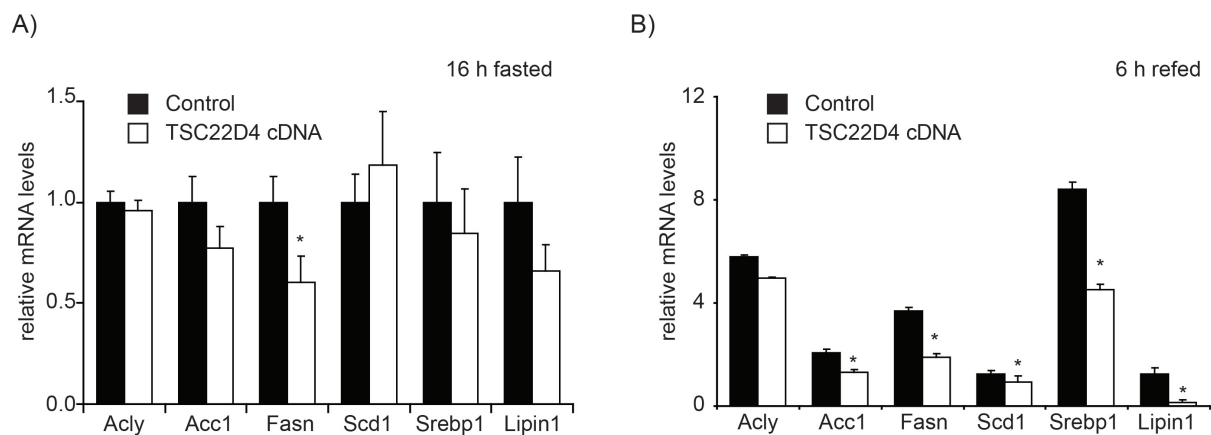 A)
16 h fasted
Control
TSC22D4 cDNA
relative mRNA levels
1.5
1.0
0.5
0.0
*
Acly Acc1 Fasn Scd1 Srebp1 Lipin1
B)
6 h refed
Control
TSC22D4 cDNA
relative mRNA levels
12
8
4
0
* * * * *
Acly Acc1 Fasn Scd1 Srebp1 Lipin1